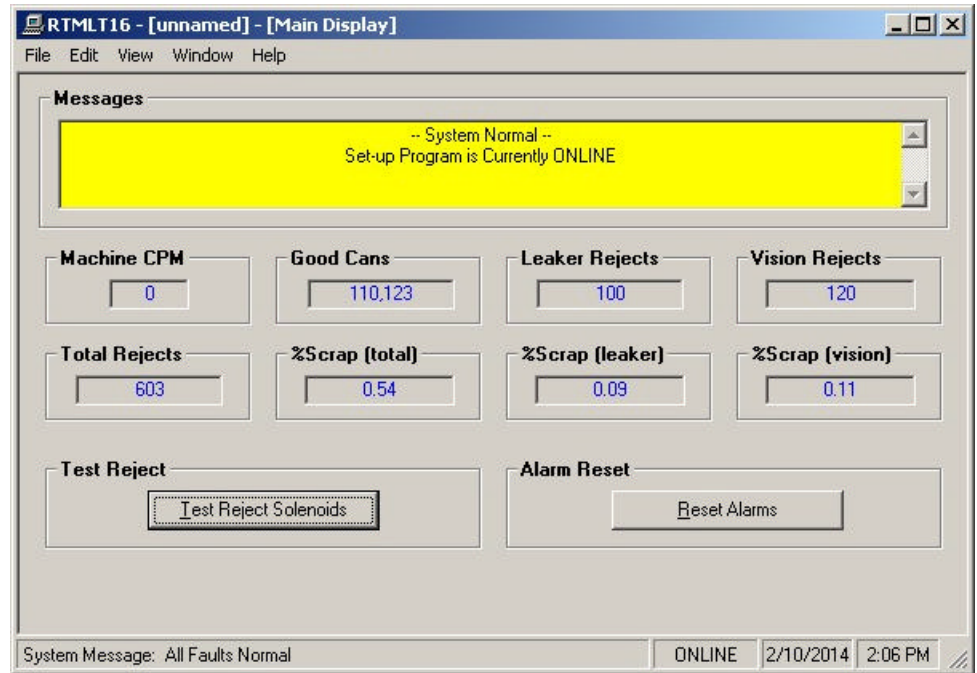 RTMLT16 - [unnamed] - [Main Display]
File Edit View Window Help
Messages
-- System Normal --
Set-up Program is Currently ONLINE
Machine CPM Good Cans Leaker Rejects Vision Rejects
0 110,123 100 120
Total Rejects %Scrap (total) %Scrap (leaker) %Scrap (vision)
603 0.54 0.09 0.11
Test Reject Alarm Reset
Test Reject Solenoids Reset Alarms
System Message: All Faults Normal ONLINE 2/10/2014 2:06 PM